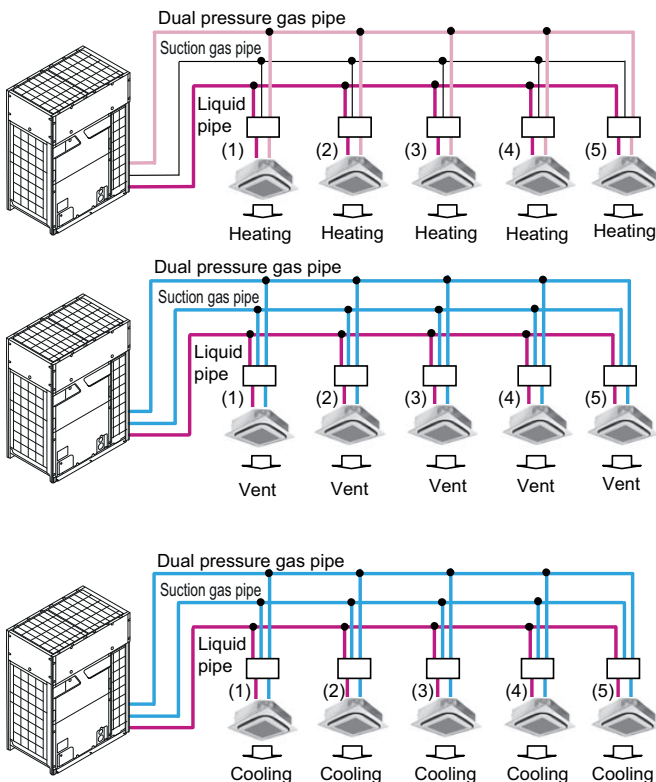 Dual pressure gas pipe
Suction gas pipe
Liquid
pipe
(1) (2) (3) (4) (5)
Heating Heating Heating Heating Heating
Dual pressure gas pipe
Suction gas pipe
Liquid
pipe
(1) (2) (3) (4) (5)
Vent Vent Vent Vent Vent
Dual pressure gas pipe
Suction gas pipe
Liquid
pipe
(1) (2) (3) (4) (5)
Cooling Cooling Cooling Cooling Cooling